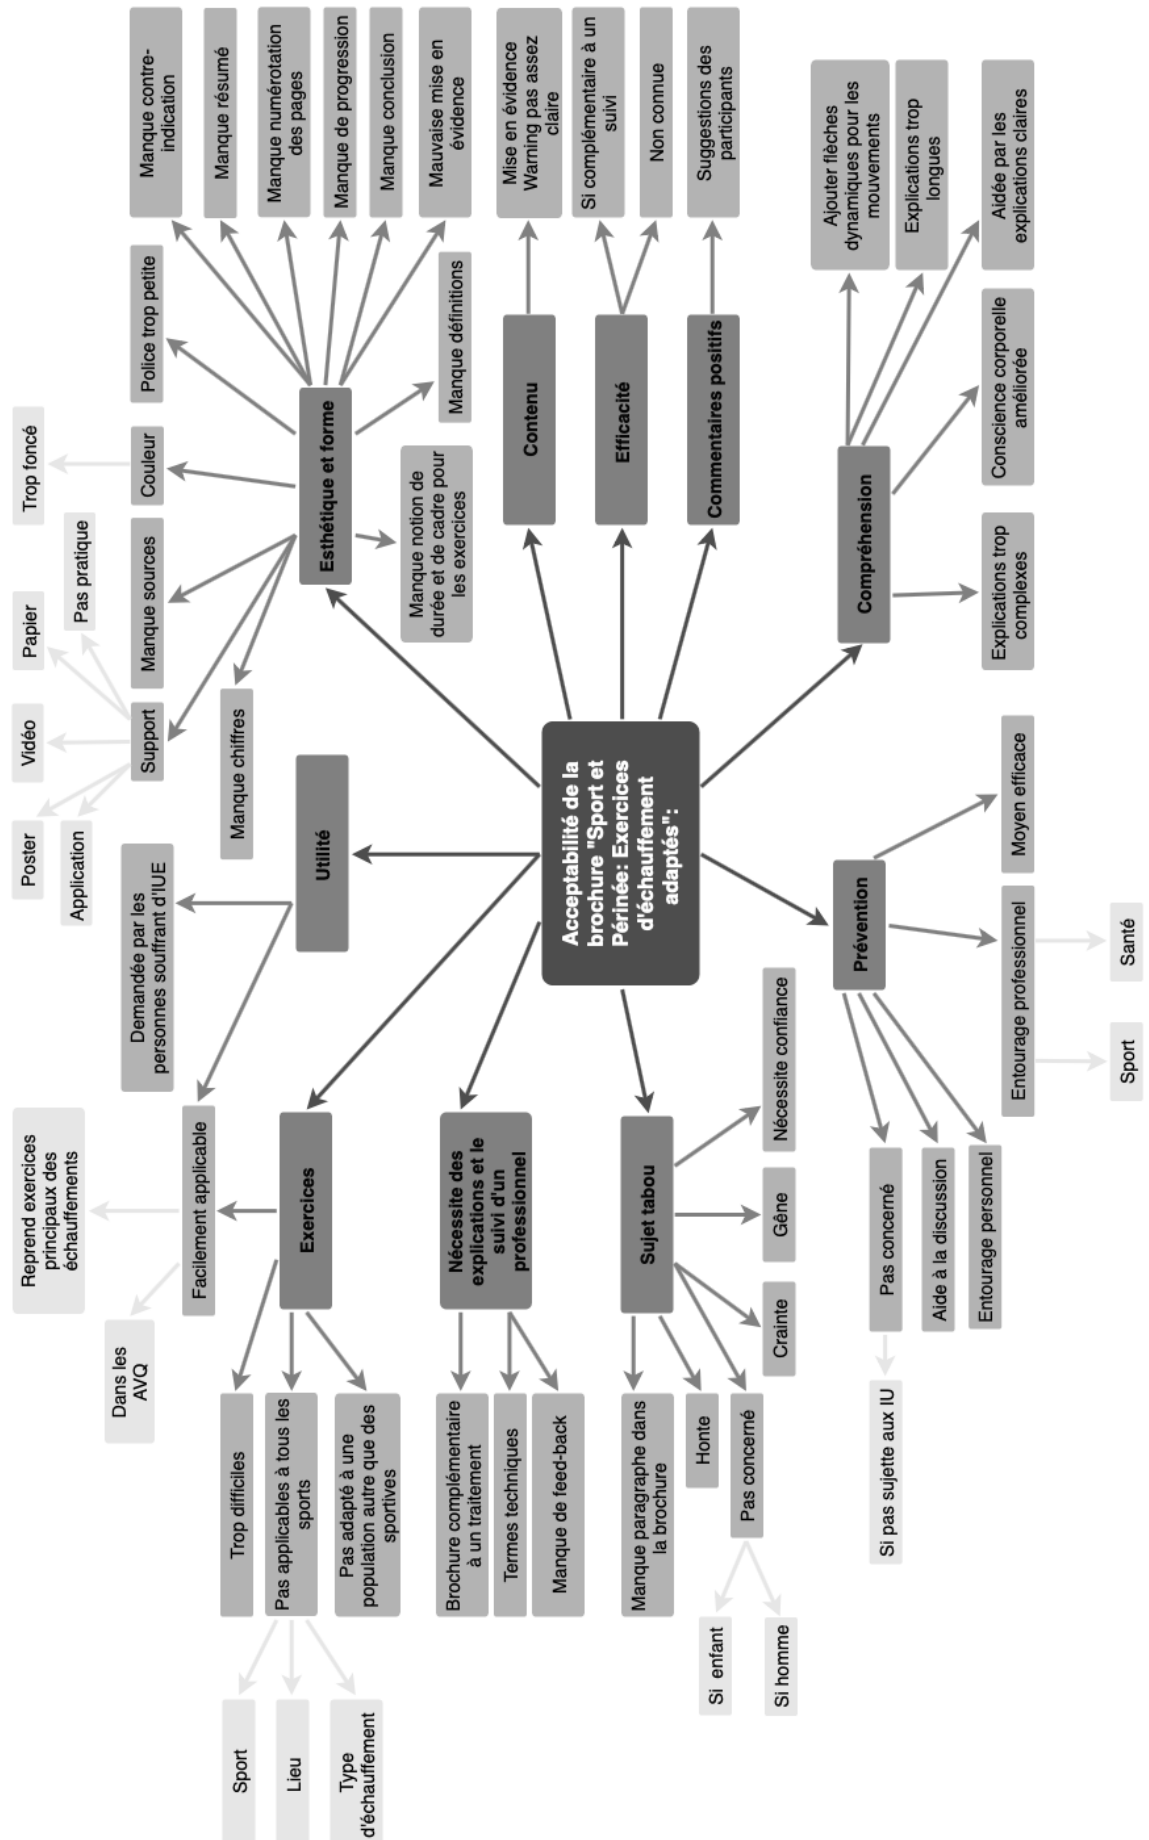 Acceptabilité de la
brochure "Sport et
Périnée: Exercices
d'échauffement
adaptés":
Esthétique et forme
Manque contre-
indication
Manque résumé
Manque numérotation
des pages
Manque de progression
Manque conclusion
Mauvaise mise en
évidence
Manque définitions
Police trop petite
Couleur
Trop foncé
Manque sources
Support
Pas pratique
Papier
Vidéo
Poster
Application
Manque chiffres
Manque notion de
durée et de cadre pour
les exercices
Contenu
Mise en évidence
Warning pas assez
claire
Efficacité
Si complémentaire à un
suivi
Non connue
Commentaires positifs
Suggestions des
participants
Compréhension
Ajouter flèches
dynamiques pour les
mouvements
Explications trop
longues
Aidée par les
explications claires
Conscience corporelle
améliorée
Explications trop
complexes
Prévention
Moyen efficace
Entourage professionnel
Santé
Sport
Pas concerné
Si pas sujette aux IU
Aide à la discussion
Entourage personnel
Sujet tabou
Nécessite confiance
Gêne
Crainte
Manque paragraphe dans
la brochure
Honte
Pas concerné
Si enfant
Si homme
Nécessite des
explications et le
suivi d'un
professionnel
Brochure complémentaire
à un traitement
Termes techniques
Manque de feed-back
Exercices
Facilement applicable
Reprend exercices
principaux des
échauffements
Dans les
AVQ
Trop difficiles
Pas applicables à tous les
sports
Sport
Lieu
Type
d'échauffement
Pas adapté à une
population autre que des
sportives
Utilité
Demandée par les
personnes souffrant d'IUE